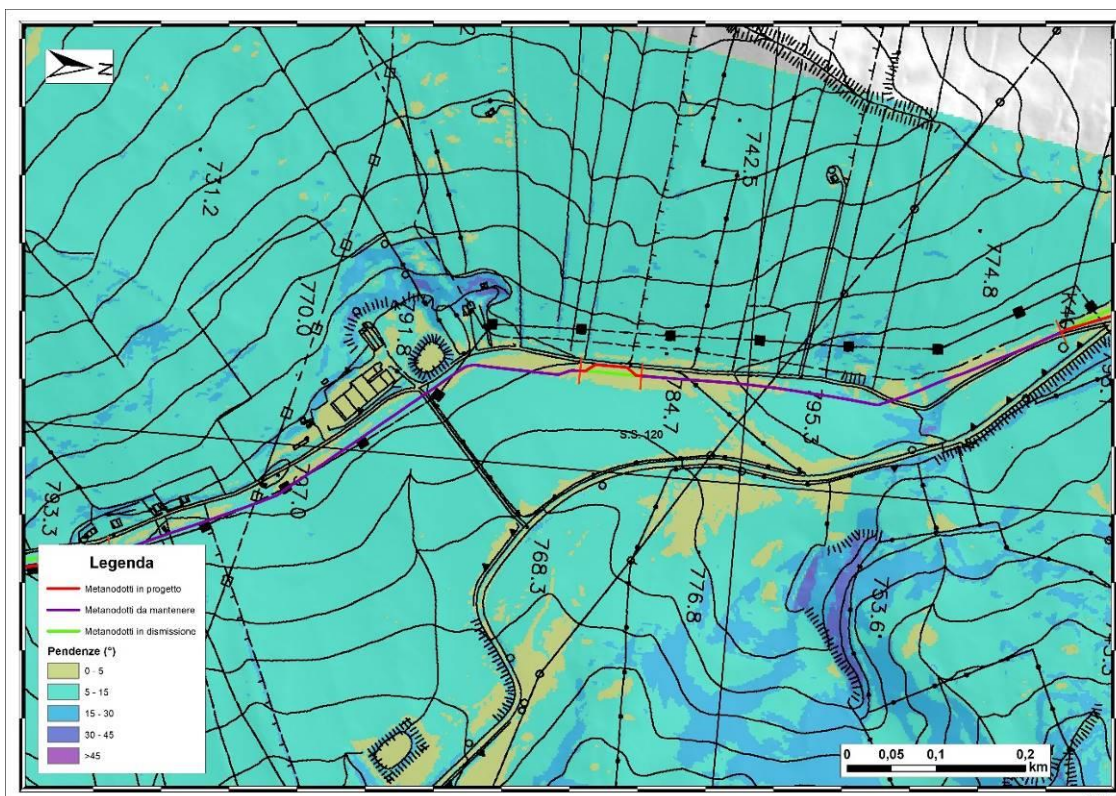 N
742.5
731.2
774.8
770.0
791.8
784.7
795.3
S.S. 120
797.0
793.3
768.3
776.8
753.6
Legenda
Metanodotti in progetto
Metanodotti da mantenere
Metanodotti in dismissione
Pendenze (°)
0 - 5
5 - 15
15 - 30
30 - 45
>45
0 0,05 0,1 0,2
km